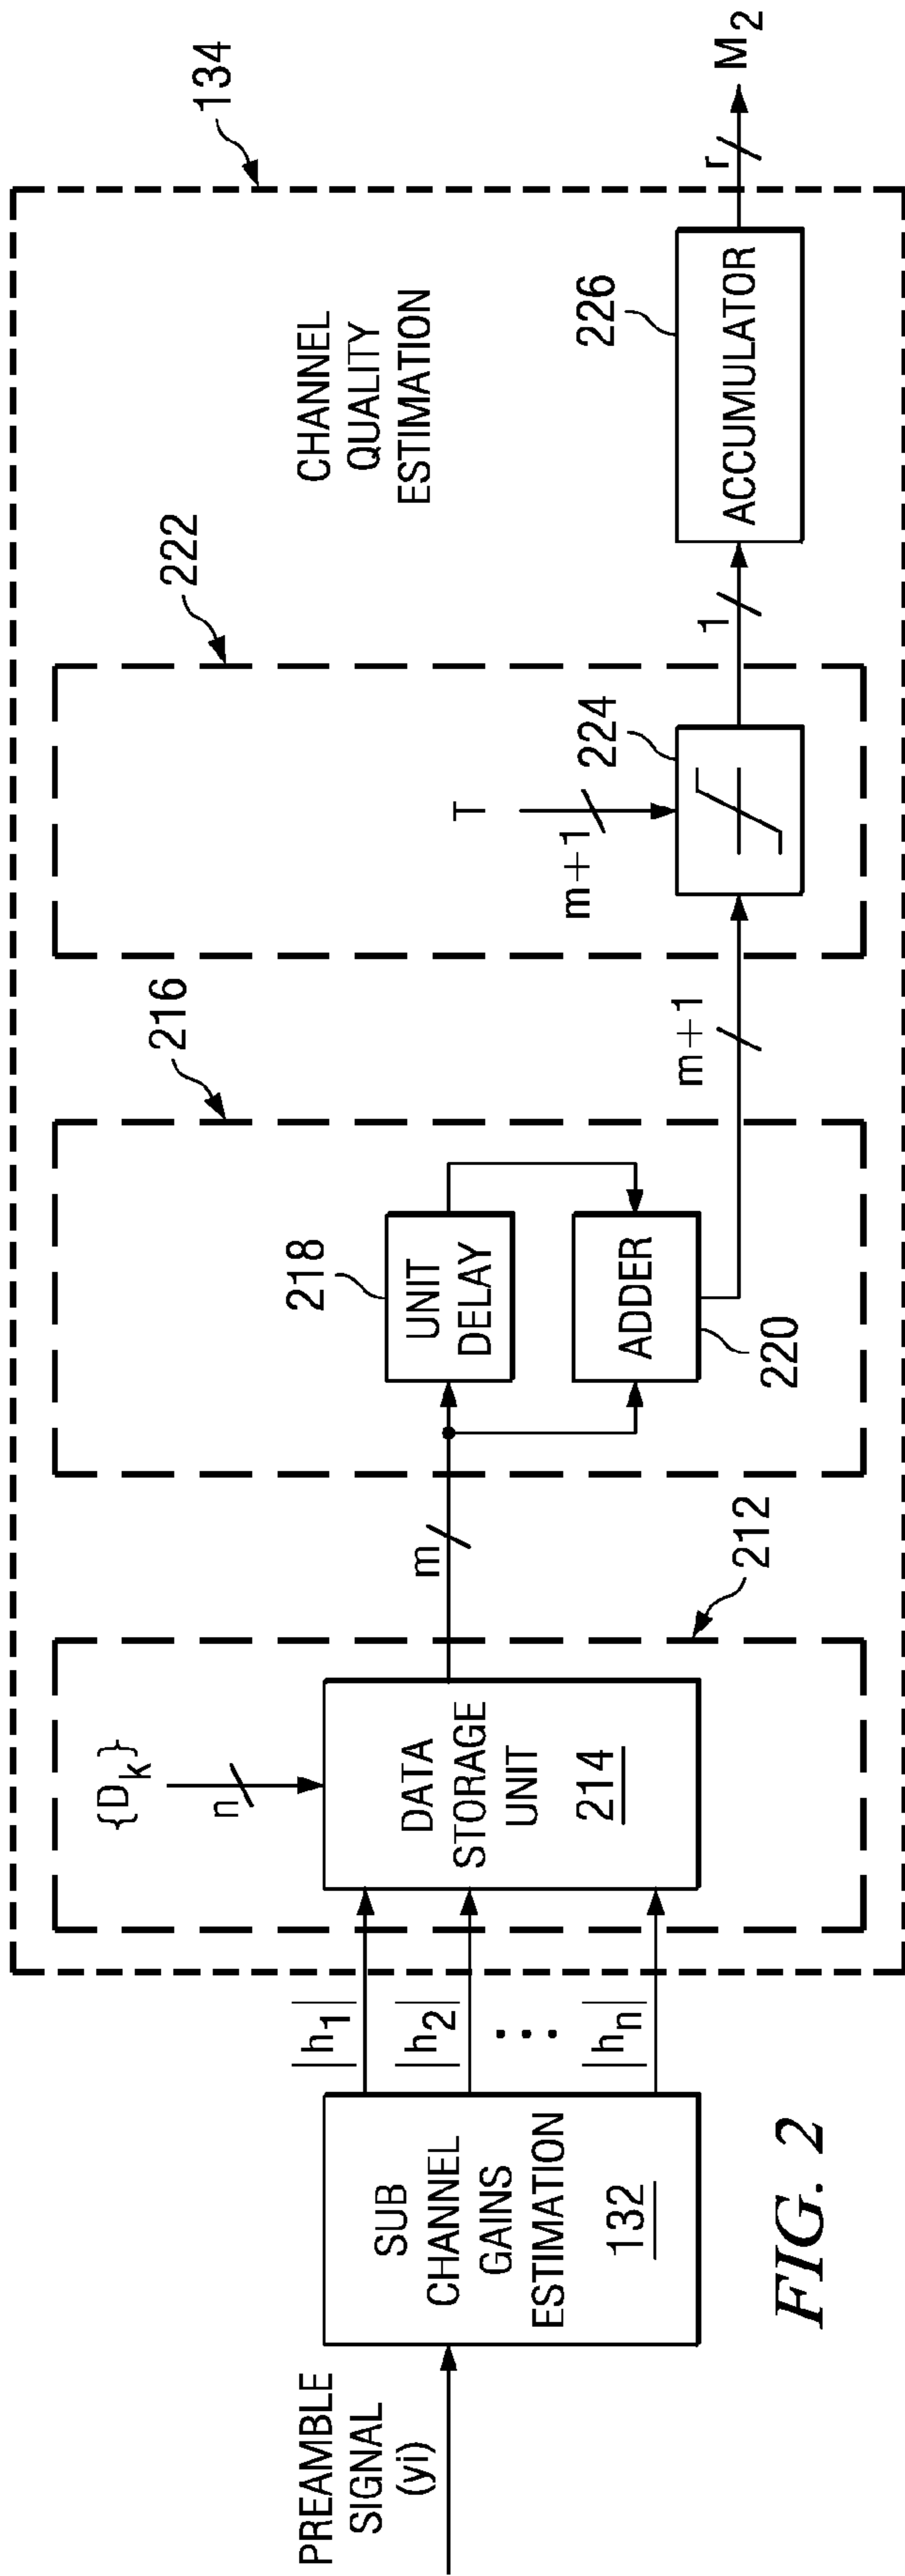 PREAMBLE
SIGNAL
(yi)
SUB
CHANNEL
GAINS
ESTIMATION
132
|h1|
|h2|
⋮
|hn|
{Dk}
n
DATA
STORAGE
UNIT
214
212
m
218
UNIT
DELAY
ADDER
220
216
m+1
T
m+1
224
222
1
CHANNEL
QUALITY
ESTIMATION
226
ACCUMULATOR
134
r
M2
FIG. 2